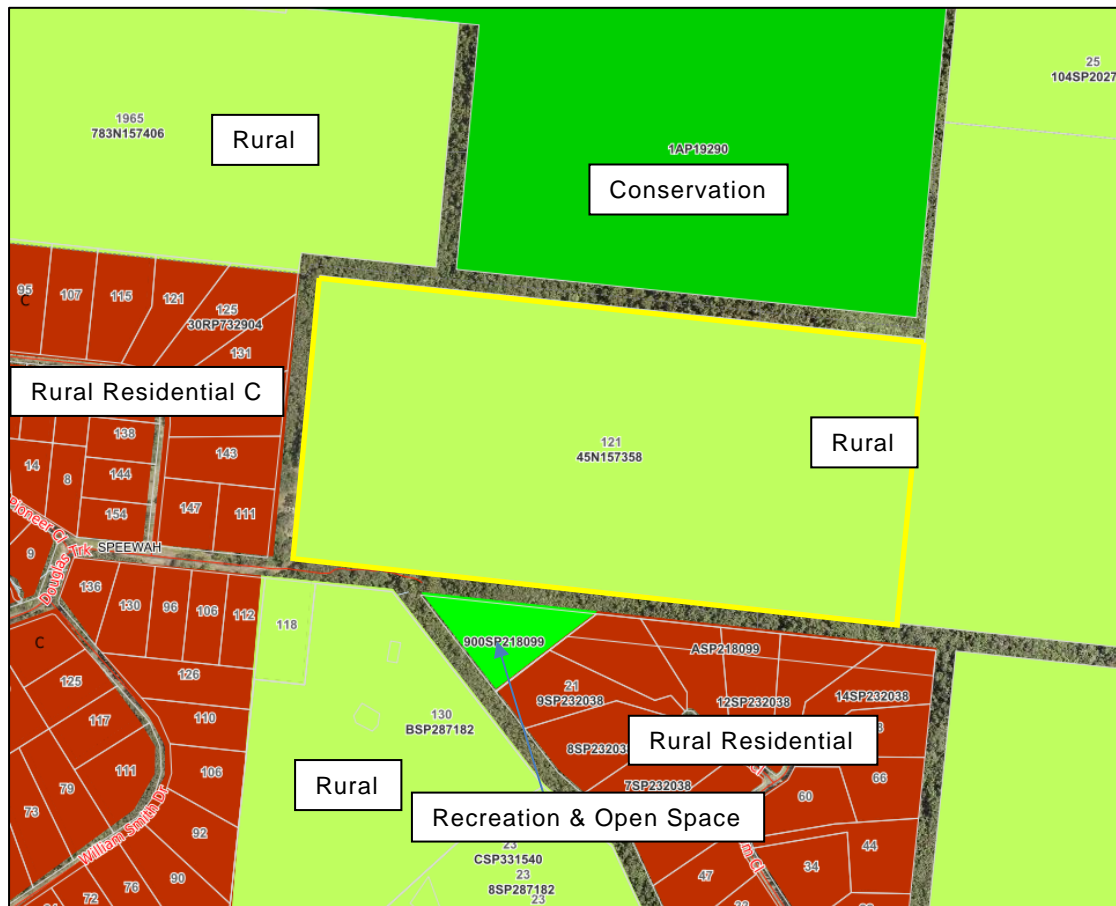 25
104SP2027
1965
783N157406
Rural
1AP19290
Conservation
95
C
107
115
121
125
30RP732904
131
Rural Residential C
138
143
14
8
144
154
147
111
121
45N157358
Rural
SPEEWAH
Douglas Trk
9
136
130
96
106
112
118
900SP218099
ASP218099
C
126
125
117
110
111
106
79
73
92
90
76
72
William Smith Dr
130
BSP287182
Rural
21
9SP232038
12SP232038
14SP232038
Rural Residential
7SP232038
66
60
Recreation & Open Space
23
CSP331540
23
8SP287182
23
44
34
47